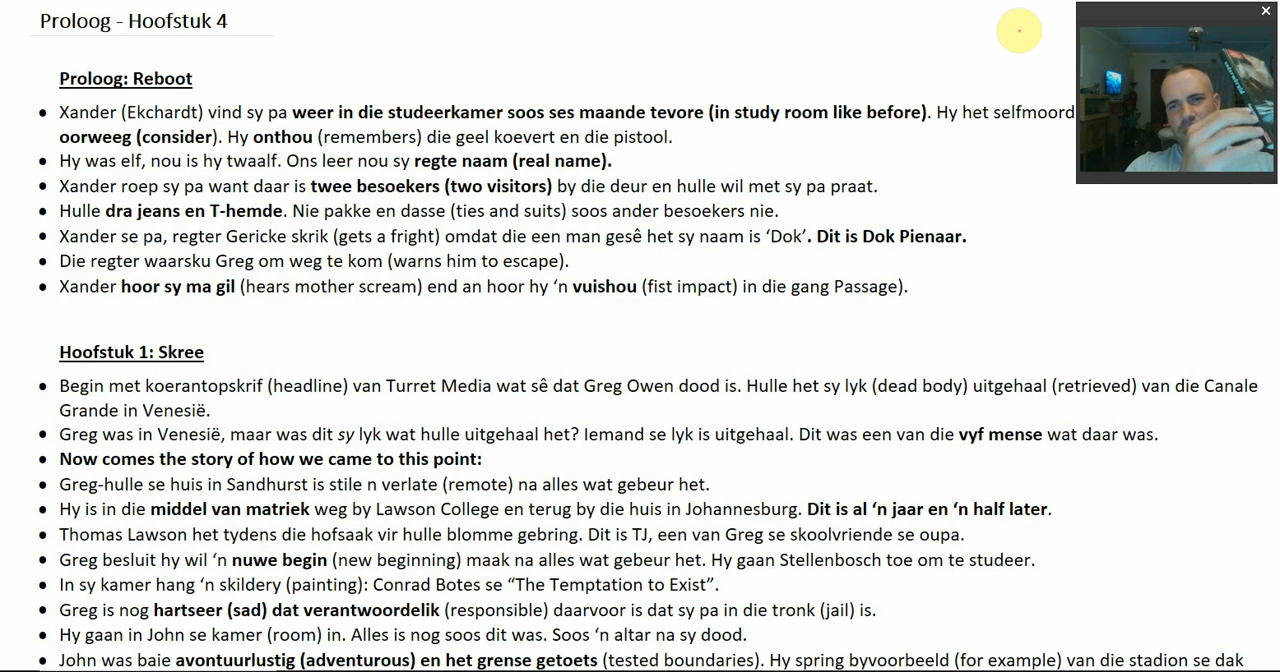 Proloog - Hoofstuk 4
Proloog: Reboot
Xander (Ekchardt) vind sy pa weer in die studeerkamer soos ses maande tevore (in study room like before). Hy het selfmoord
oorweeg (consider). Hy onthou (remembers) die geel koevert en die pistool.
Hy was elf, nou is hy twaalf. Ons leer nou sy regte naam (real name).
Xander roep sy pa want daar is twee besoekers (two visitors) by die deur en hulle wil met sy pa praat.
Hulle dra jeans en T-hemde. Nie pakke en dasse (ties and suits) soos ander besoekers nie.
Xander se pa, regter Gericke skrik (gets a fright) omdat die een man gesê het sy naam is ‘Dok’. Dit is Dok Pienaar.
Die regter waarsku Greg om weg te kom (warns him to escape).
Xander hoor sy ma gil (hears mother scream) end an hoor hy ‘n vuishou (fist impact) in die gang Passage).
Hoofstuk 1: Skree
Begin met koerantopskrif (headline) van Turret Media wat sê dat Greg Owen dood is. Hulle het sy lyk (dead body) uitgehaal (retrieved) van die Canale
Grande in Venesië.
Greg was in Venesië, maar was dit sy lyk wat hulle uitgehaal het? Iemand se lyk is uitgehaal. Dit was een van die vyf mense wat daar was.
Now comes the story of how we came to this point:
Greg-hulle se huis in Sandhurst is stile n verlate (remote) na alles wat gebeur het.
Hy is in die middel van matriek weg by Lawson College en terug by die huis in Johannesburg. Dit is al ‘n jaar en ‘n half later.
Thomas Lawson het tydens die hofsaak vir hulle blomme gebring. Dit is TJ, een van Greg se skoolvriende se oupa.
Greg besluit hy wil ‘n nuwe begin (new beginning) maak na alles wat gebeur het. Hy gaan Stellenbosch toe om te studeer.
In sy kamer hang ‘n skildery (painting): Conrad Botes se “The Temptation to Exist”.
Greg is nog hartseer (sad) dat verantwoordelik (responsible) daarvoor is dat sy pa in die tronk (jail) is.
Hy gaan in John se kamer (room) in. Alles is nog soos dit was. Soos ‘n altar na sy dood.
John was baie avontuurlustig (adventurous) en het grense getoets (tested boundaries). Hy spring byvoorbeeld (for example) van die stadion se dak